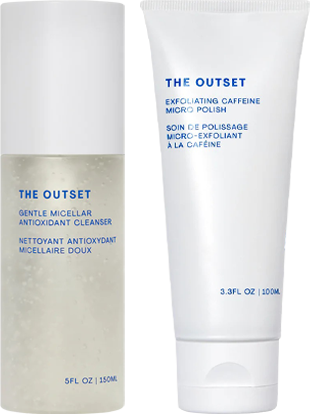 THE OUTSET
GENTLE MICELLAR
ANTIOXIDANT CLEANSER
NETTOYANT ANTIOXYDANT
MICELLAIRE DOUX
5FL OZ | 150ML
THE OUTSET
EXFOLIATING CAFFEINE
MICRO POLISH
SOIN DE POLISSAGE
MICRO-EXFOLIANT
À LA CAFÉINE
3.3FL OZ | 100ML